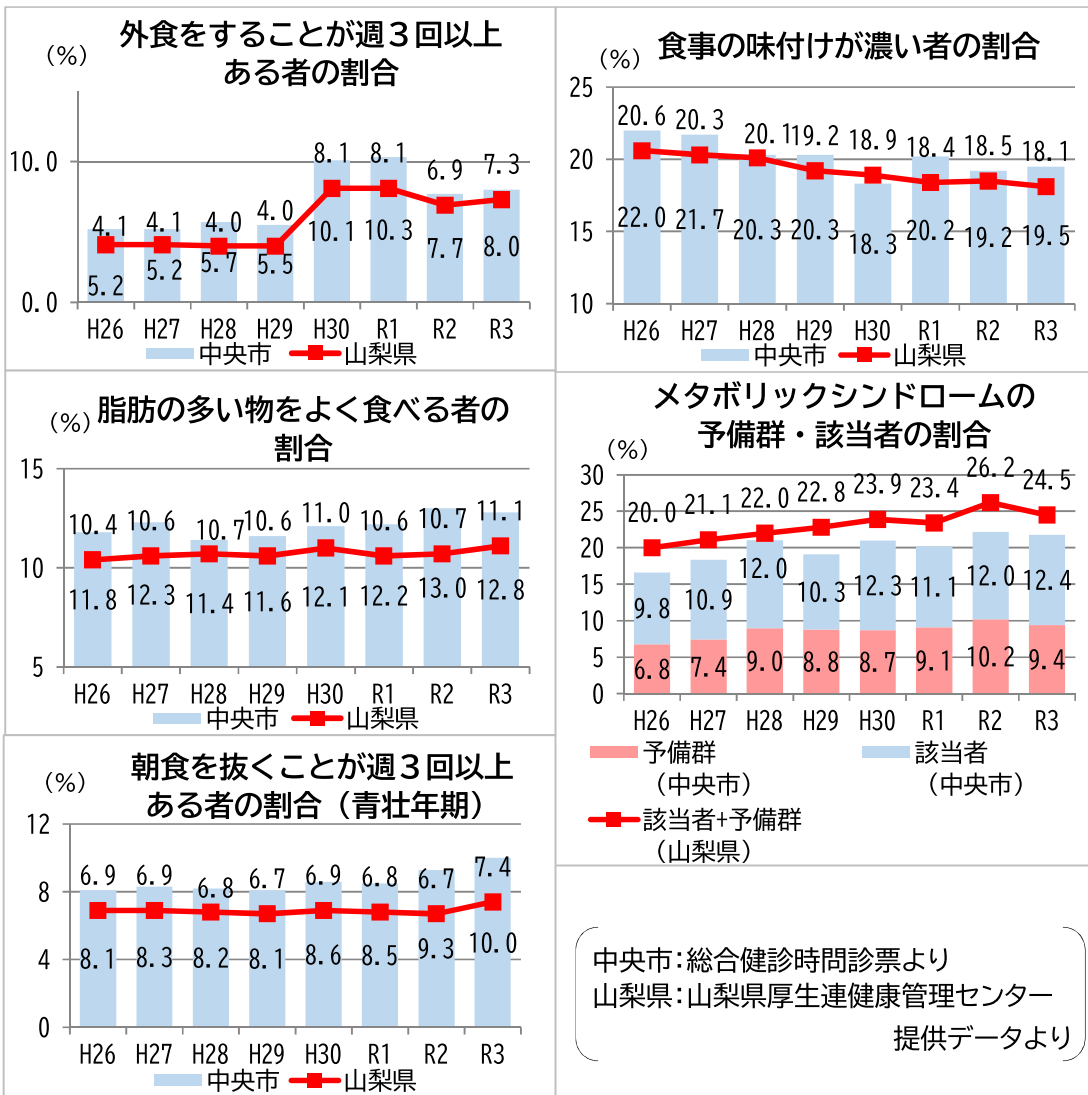 外食をすることが週3回以上
ある者の割合
(%)
10.0
0.0
4.1 4.1 4.0 4.0 8.1 8.1 6.9 7.3
5.2 5.2 5.7 5.5 10.1 10.3 7.7 8.0
H26 H27 H28 H29 H30 R1 R2 R3
中央市 山梨県
食事の味付けが濃い者の割合
(%)
25
20
15
10
20.6 20.3 20.1 19.2 18.9 18.4 18.5 18.1
22.0 21.7 20.3 20.3 18.3 20.2 19.2 19.5
H26 H27 H28 H29 H30 R1 R2 R3
中央市 山梨県
脂肪の多い物をよく食べる者の
割合
(%)
15
10
5
10.4 10.6 10.7 10.6 11.0 10.6 10.7 11.1
11.8 12.3 11.4 11.6 12.1 12.2 13.0 12.8
H26 H27 H28 H29 H30 R1 R2 R3
中央市 山梨県
メタボリックシンドロームの
予備群・該当者の割合
(%)
30
25
20
15
10
5
0
20.0 21.1 22.0 22.8 23.9 23.4 26.2 24.5
9.8 10.9 12.0 10.3 12.3 11.1 12.0 12.4
6.8 7.4 9.0 8.8 8.7 9.1 10.2 9.4
H26 H27 H28 H29 H30 R1 R2 R3
予備群
(中央市)
該当者
(中央市)
該当者+予備群
(山梨県)
朝食を抜くことが週3回以上
ある者の割合(青壮年期)
(%)
12
8
4
0
6.9 6.9 6.8 6.7 6.9 6.8 6.7 7.4
8.1 8.3 8.2 8.1 8.6 8.5 9.3 10.0
H26 H27 H28 H29 H30 R1 R2 R3
中央市 山梨県
中央市:総合健診時問診票より
山梨県:山梨県厚生連健康管理センター
提供データより